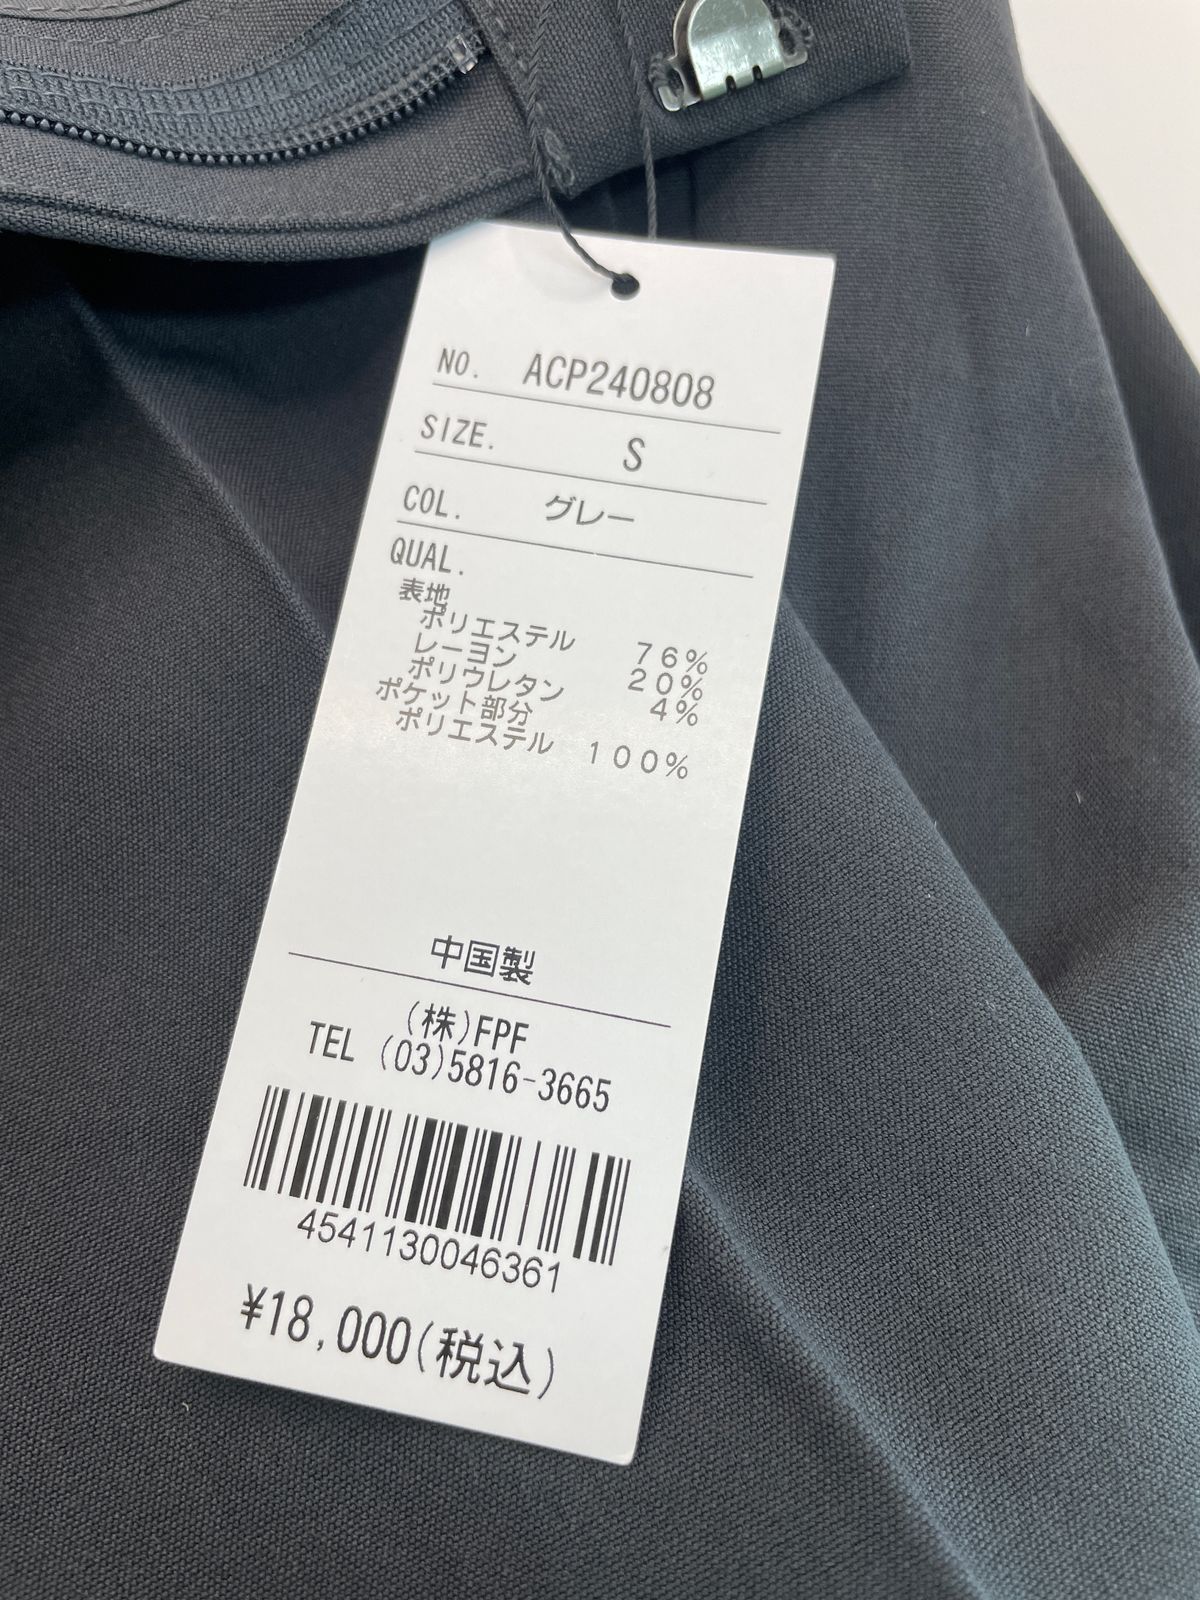 NO. ACP240808
SIZE. S
COL. グレー
QUAL.
表地
ポリエステル 76%
レーヨン 20%
ポリウレタン 4%
ポケット部分
ポリエステル 100%
中国製
(株)FPF
TEL (03)5816-3665
4541130046361
¥18,000(税込)